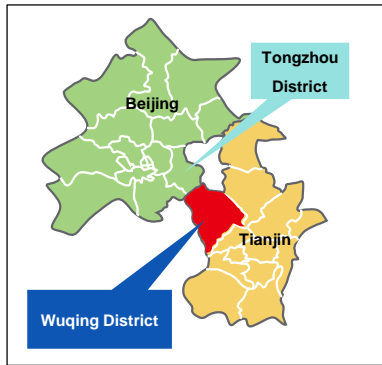 Tongzhou
District
Beijing
Tianjin
Wuqing District